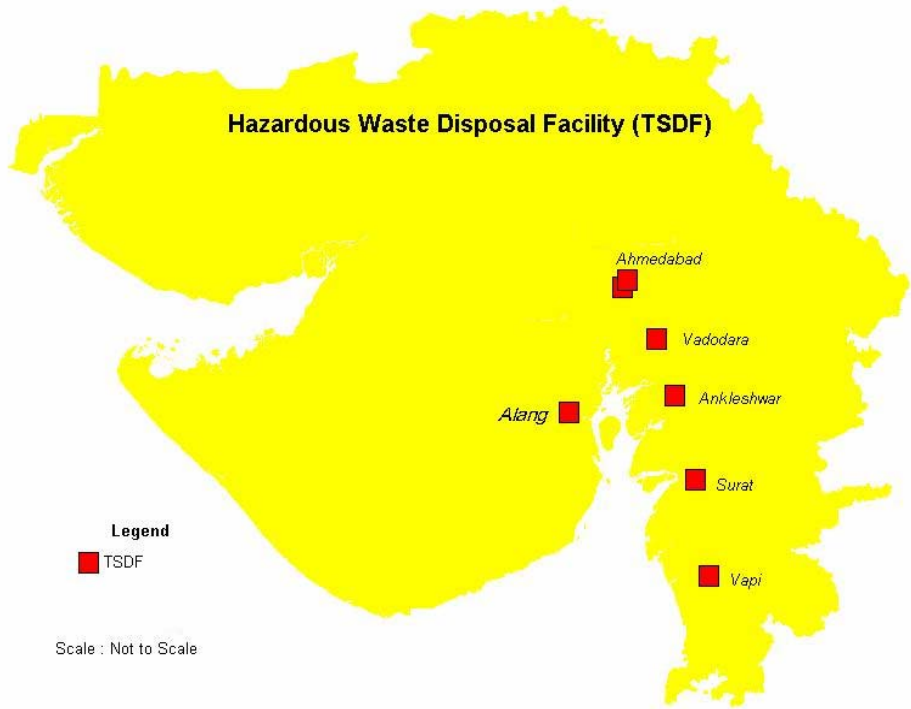 Hazardous Waste Disposal Facility (TSDF)
Ahmedabad
Vadodara
Ankleshwar
Alang
Surat
Legend
TSDF
Vapi
Scale : Not to Scale